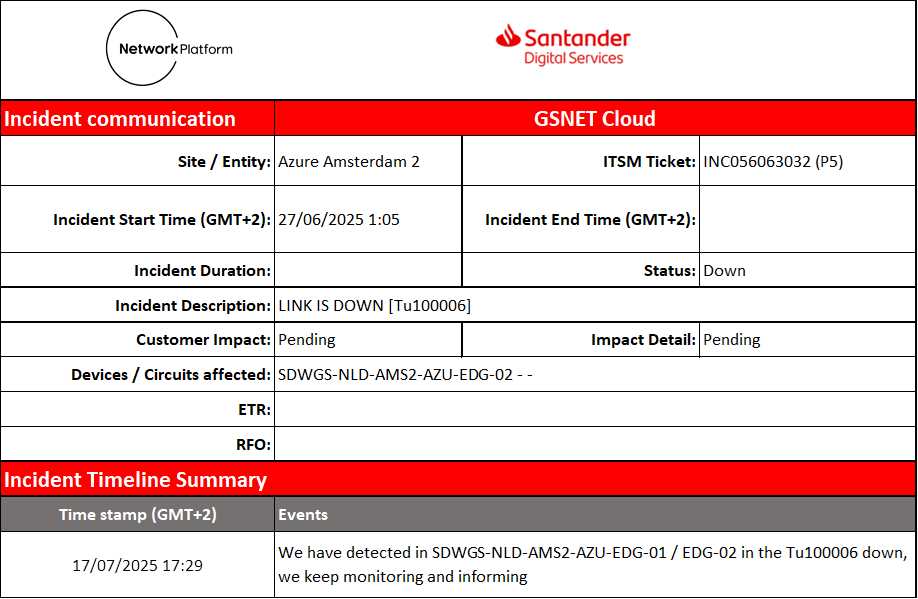 NetworkPlatform
Santander
Digital Services
Incident communication GSNET Cloud
Site / Entity: Azure Amsterdam 2 ITSM Ticket: INC056063032 (P5)
Incident Start Time (GMT+2): 27/06/2025 1:05 Incident End Time (GMT+2):
Incident Duration: Status: Down
Incident Description: LINK IS DOWN [Tu100006]
Customer Impact: Pending Impact Detail: Pending
Devices / Circuits affected: SDWGS-NLD-AMS2-AZU-EDG-02 - -
ETR:
RFO:
Incident Timeline Summary
Time stamp (GMT+2) Events
17/07/2025 17:29 We have detected in SDWGS-NLD-AMS2-AZU-EDG-01 / EDG-02 in the Tu100006 down,
we keep monitoring and informing